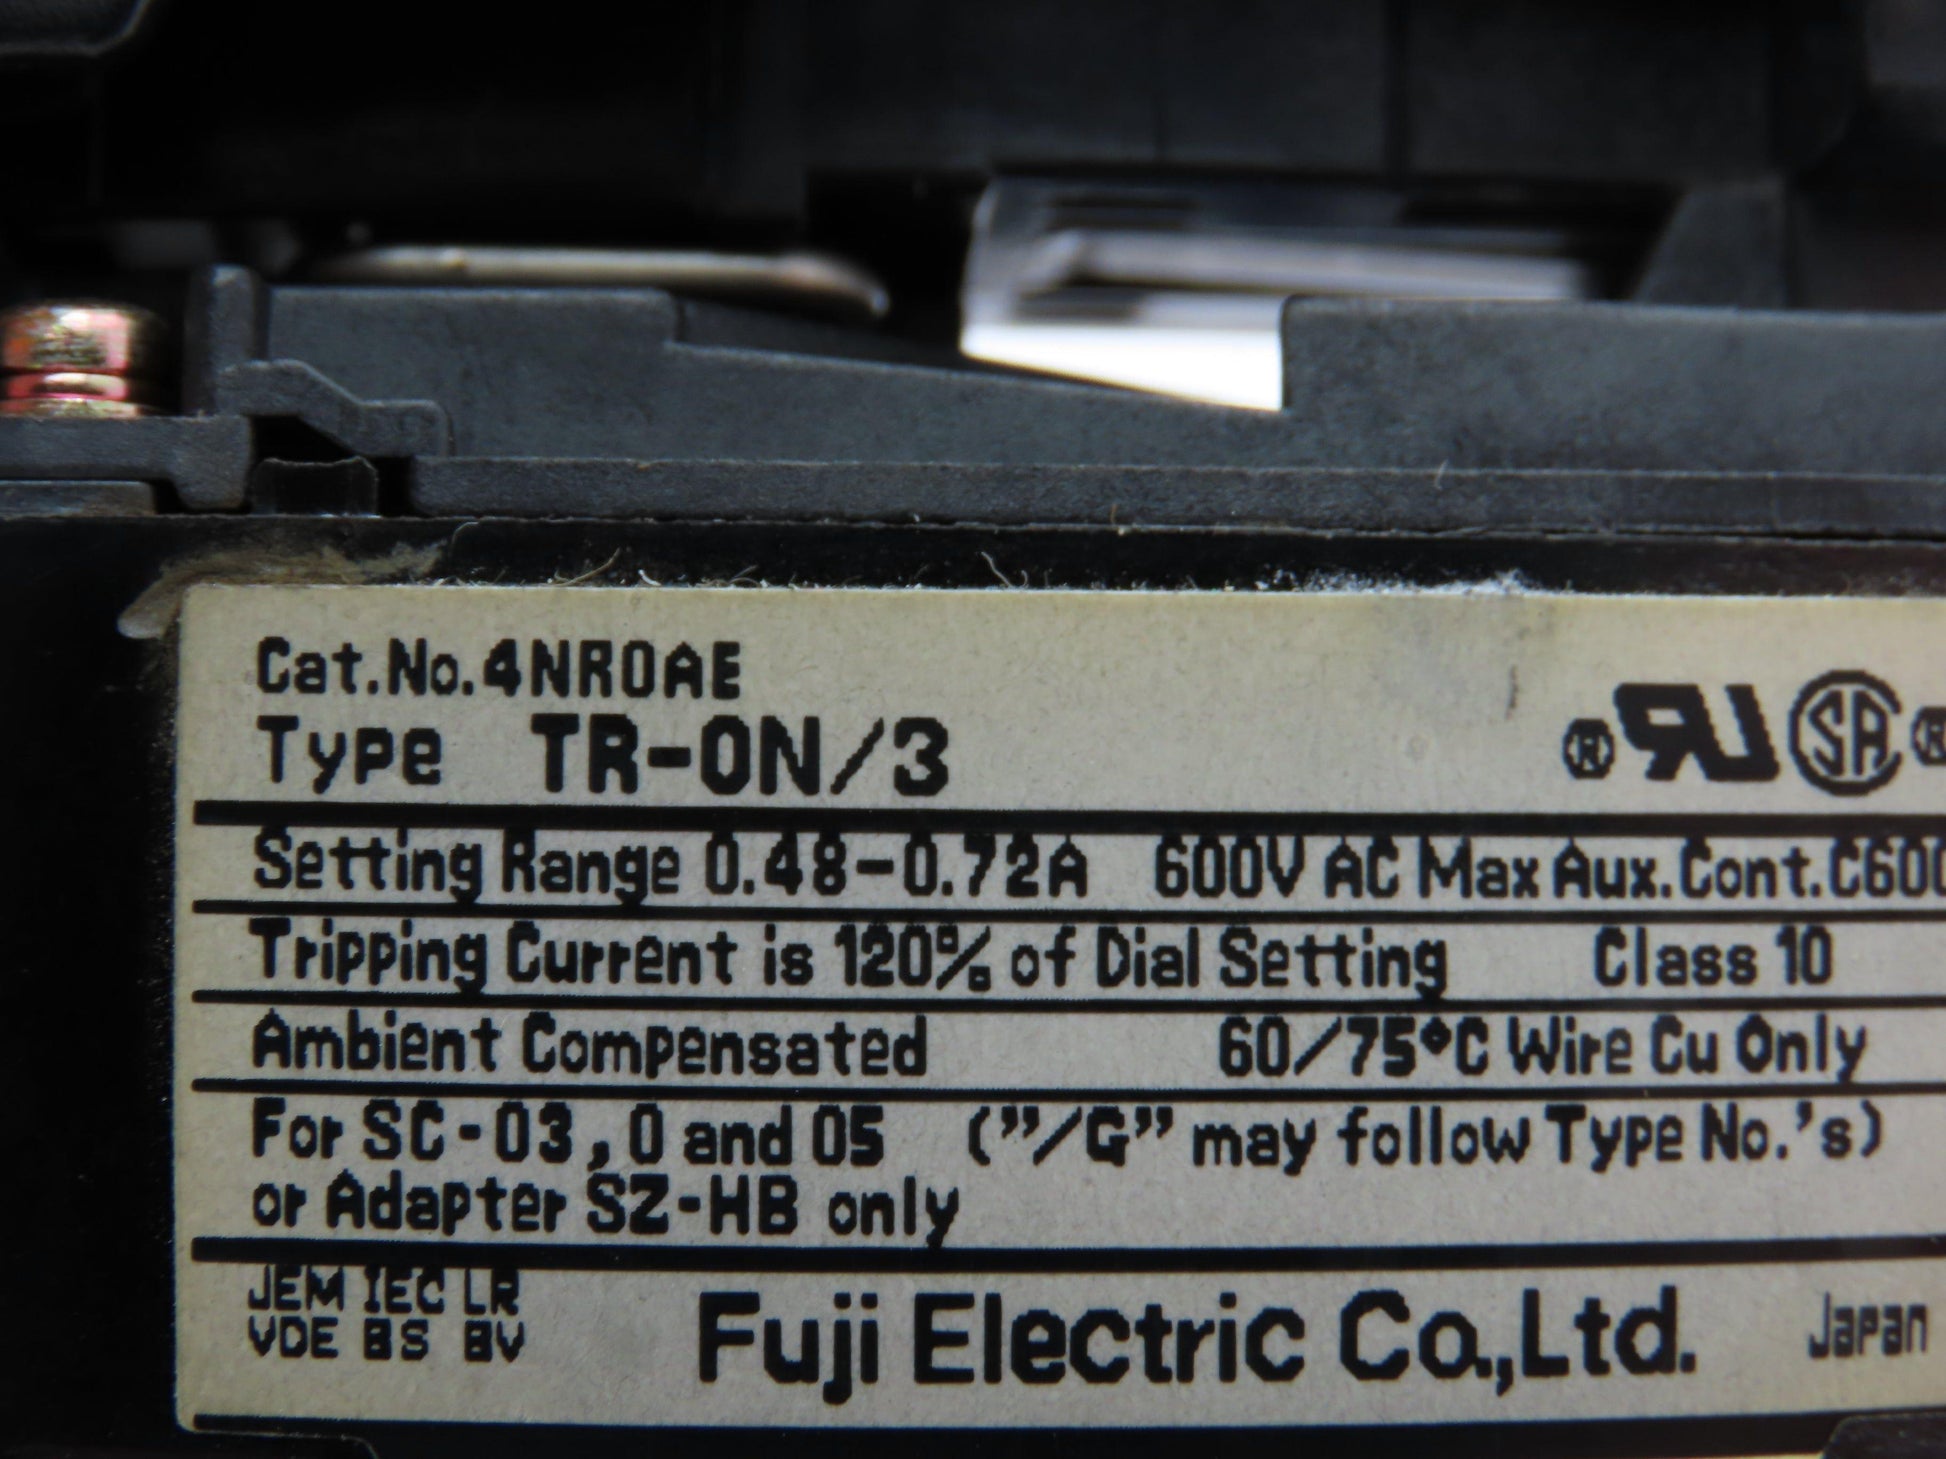 Cat.No.4NR0AE
Type TR-0N/3
® RU SA ®
Setting Range 0.48-0.72A 600V AC Max Aux.Cont.C600
Tripping Current is 120% of Dial Setting Class 10
Ambient Compensated 60/75°C Wire Cu Only
For SC-03,0 and 05 ("/G" may follow Type No.'s)
or Adapter SZ-HB only
JEM IEC LR
VDE BS BV
Fuji Electric Co.,Ltd. Japan